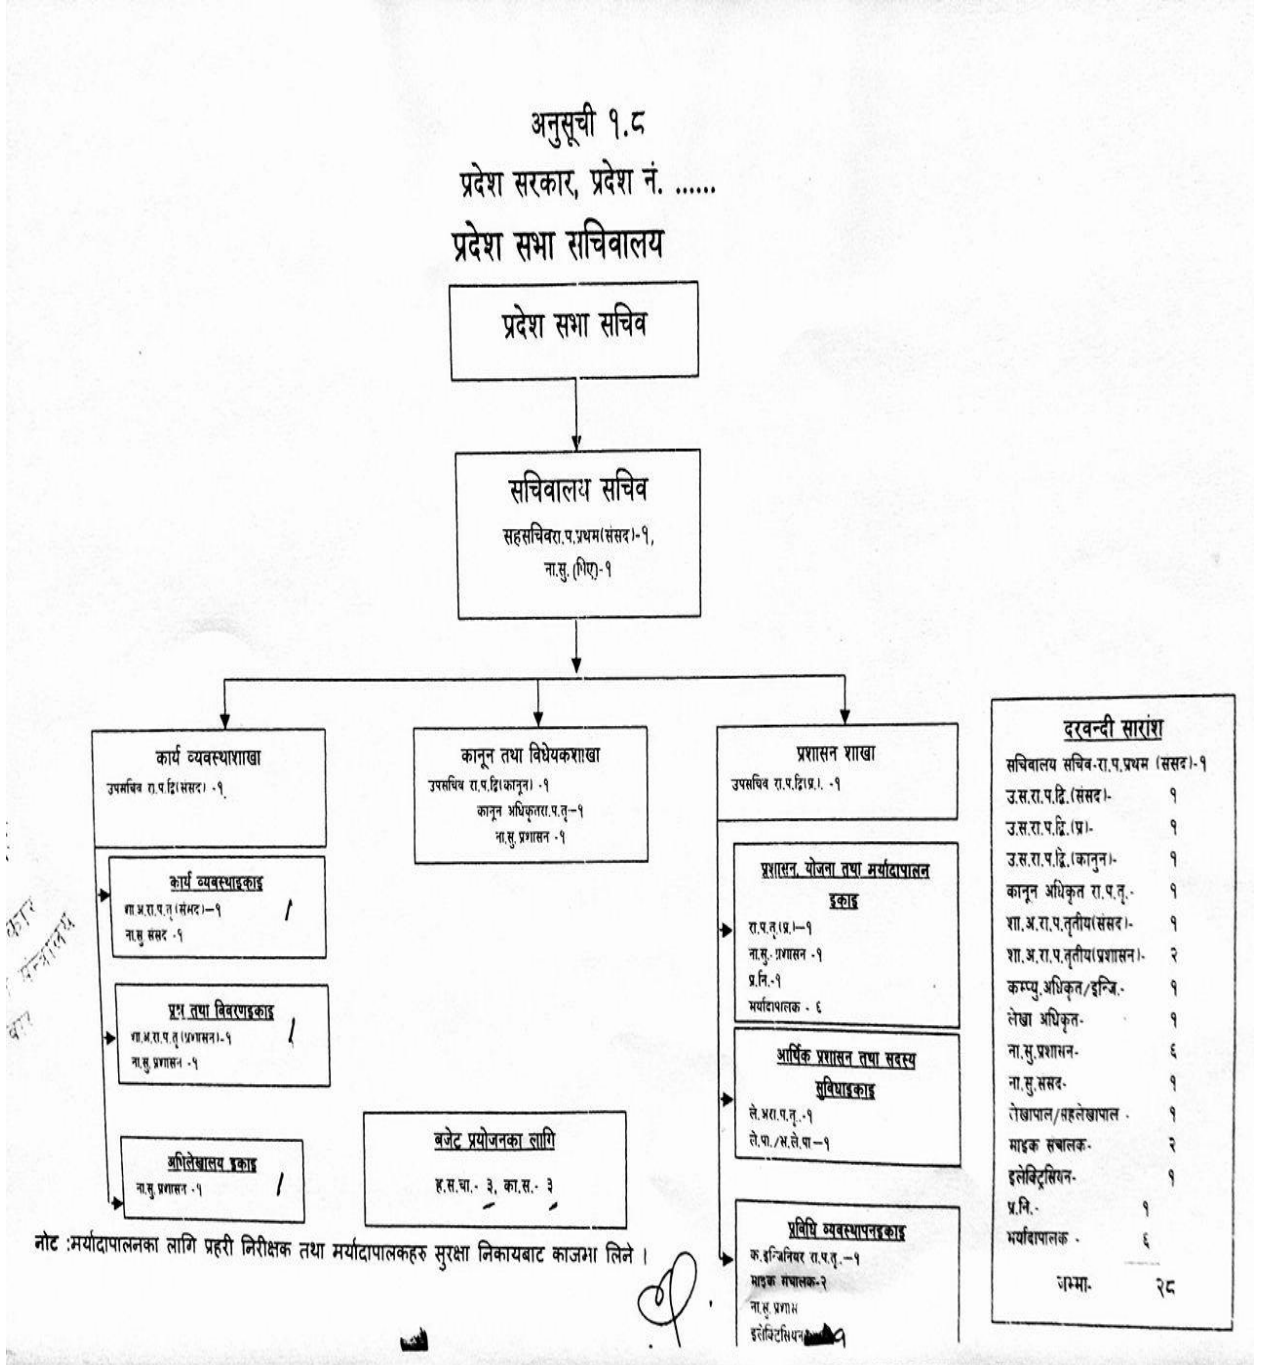 अनुसूची १.८
प्रदेश सरकार, प्रदेश नं. ......
प्रदेश सभा सचिवालय
प्रदेश सभा सचिव
सचिवालय सचिव
सहसचिवरा.प.प्रथम(संसद)-१,
ना.सु.(पिए)-१
कार्य व्यवस्थाशाखा
उपसचिव रा.प.द्वि(संसद) -१
कानून तथा विधेयकशाखा
उपसचिव रा.प.द्वि(कानून) -१
कानून अधिकृतरा.प.तृ-१
ना.सु.प्रशासन -१
प्रशासन शाखा
उपसचिव रा.प.द्वि(प्र.). -१
कार्य व्यवस्थाइकाइ
शा.अ.रा.प.तृ(संसद)-१
ना.सु संसद -१
प्रश्न तथा विवरणइकाइ
शा.अ.रा.प.तृ(प्रशासन)-१
ना.सु.प्रशासन -१
अभिलेखालय इकाइ
ना.सु.प्रशासन -१
बजेट प्रयोजनका लागि
ह.स.चा.- ३, का.स.- ३
प्रशासन, योजना तथा मर्यादापालन
इकाइ
रा.प.तृ.(प्र.)-१
ना.सु.- प्रशासन -१
प्र.नि.-१
मर्यादापालक - ६
आर्थिक प्रशासन तथा सदस्य
सुविधाइकाइ
ले.अरा.प.तृ.-१
ले.पा./स.ले.पा-१
प्रविधि व्यवस्थापनइकाइ
क.इन्जिनियर रा.प.तृ.-१
माइक संचालक-२
ना.सु.प्रशास
इलेक्ट्रिसियन १
दरवन्दी सारांश
सचिवालय सचिव-रा.प.प्रथम (संसद)-१
उ.स.रा.प.द्वि.(संसद)- १
उ.स.रा.प.द्वि.(प्र)- १
उ.स.रा.प.द्वि.(कानुन)- १
कानून अधिकृत रा.प.तृ.- १
शा.अ.रा.प.तृतीय(संसद)- १
शा.अ.रा.प.तृतीय(प्रशासन)- २
कम्प्यु.अधिकृत/इन्जि.- १
लेखा अधिकृत- १
ना.सु.प्रशासन- ६
ना.सु.संसद- १
लेखापाल/सहलेखापाल - १
माइक संचालक- २
इलेक्ट्रिसियन- १
प्र.नि.- १
मर्यादापालक - ६
जम्मा- २८
नोट :मर्यादापालनका लागि प्रहरी निरीक्षक तथा मर्यादापालकहरु सुरक्षा निकायबाट काजमा लिने ।